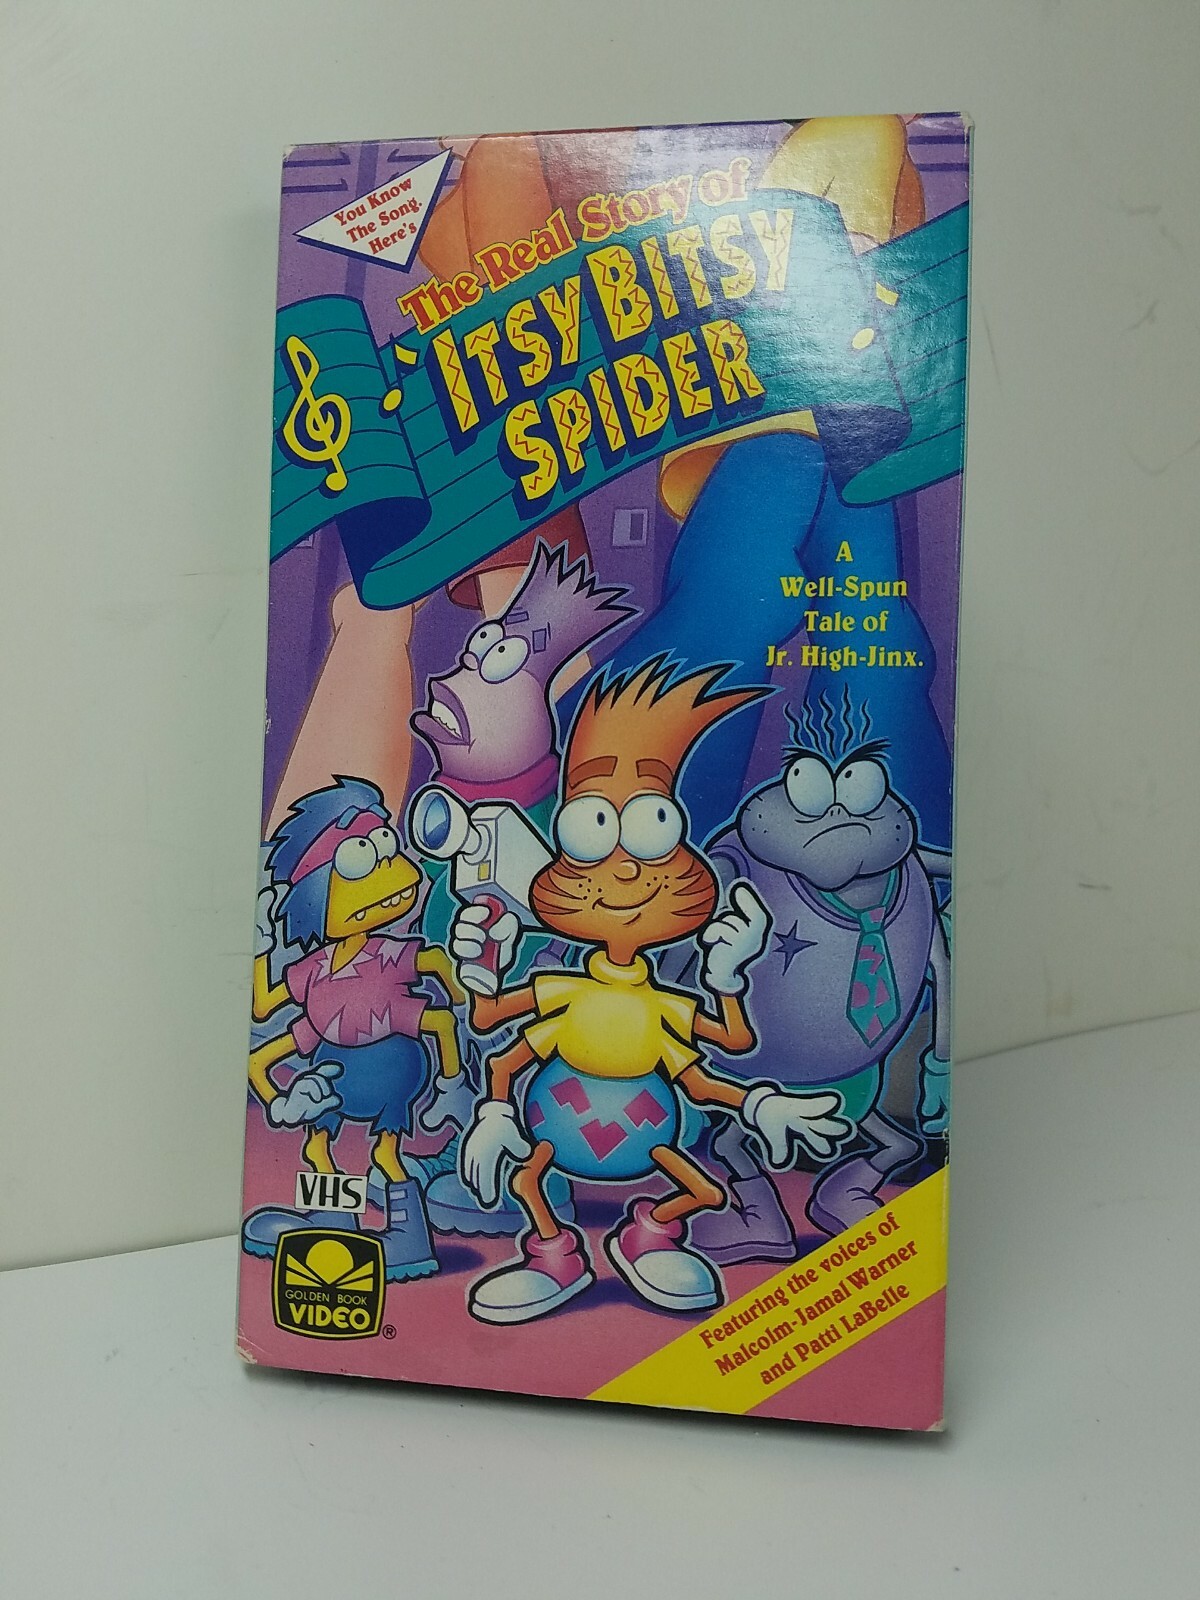 You Know
The Song.
Here's
The Real Story of
ITSY BITSY
SPIDER
A
Well-Spun
Tale of
Jr. High-Jinx.
VHS
GOLDEN BOOK
VIDEO®
Featuring the voices of
Malcolm-Jamal Warner
and Patti LaBelle